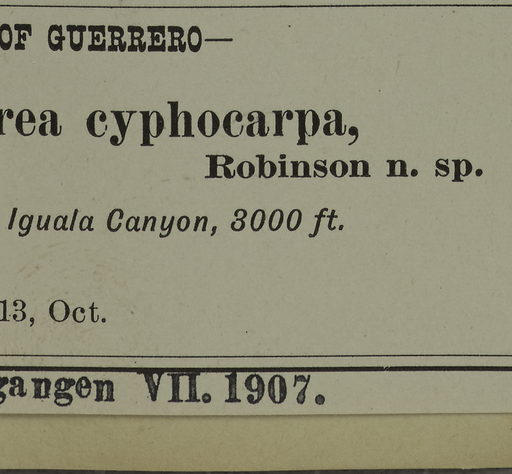 OF GUERRERO—
rea cyphocarpa,
Robinson n. sp.
Iguala Canyon, 3000 ft.
13, Oct.
gangen VII. 1907.